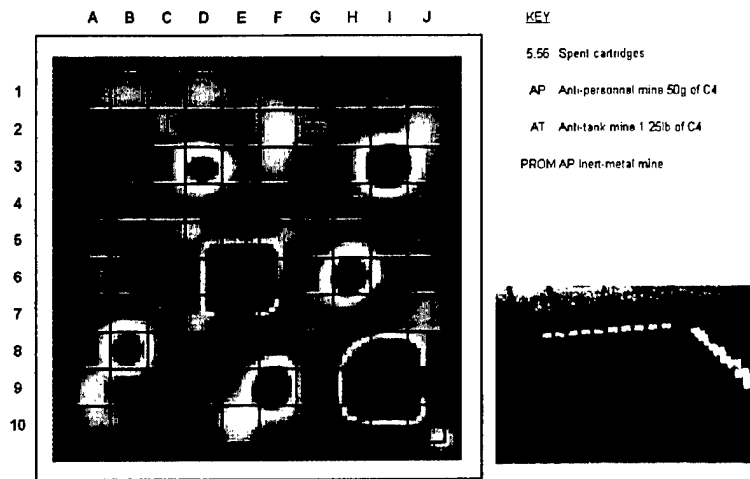 A B C D E F G H I J
1
2
3
4
5
6
7
8
9
10
KEY
5.56 Spent cartridges
AP Anti-personnel mine 50g of C4
AT Anti-tank mine 1 25lb of C4
PROM AP Inert-metal mine